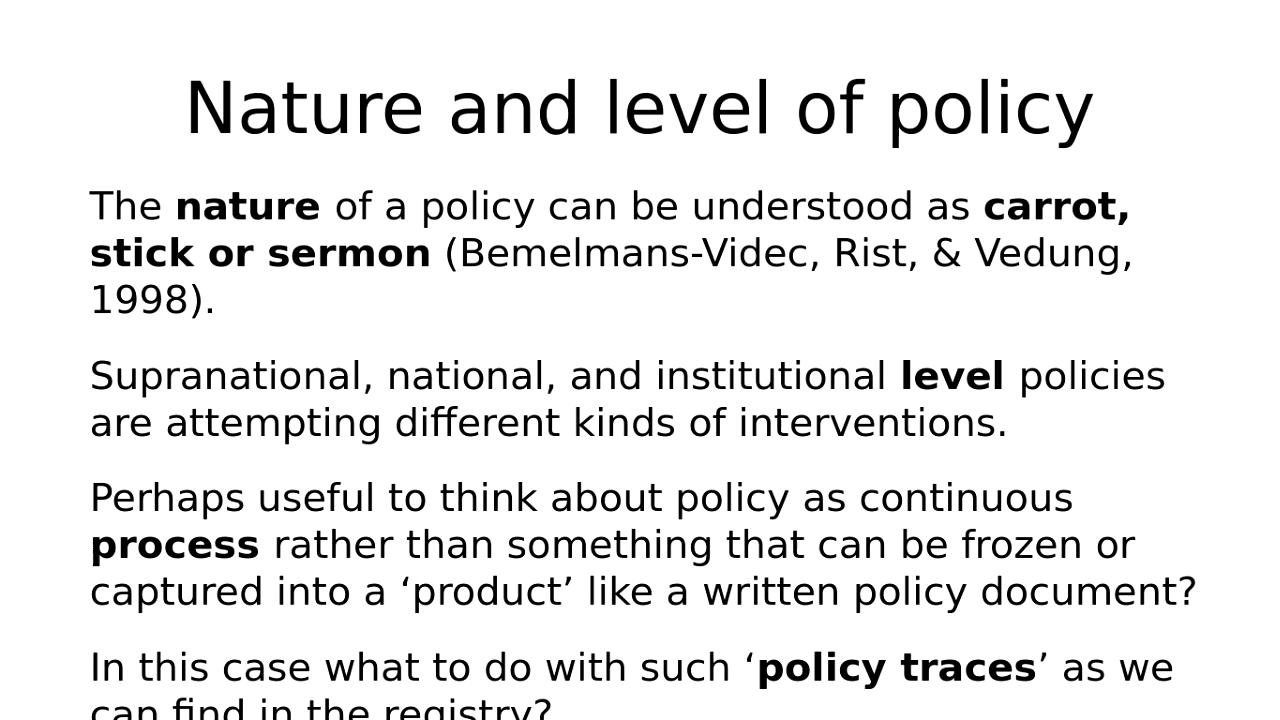 Nature and level of policy
The nature of a policy can be understood as carrot,
stick or sermon (Bemelmans-Videc, Rist, & Vedung,
1998).
Supranational, national, and institutional level policies
are attempting different kinds of interventions.
Perhaps useful to think about policy as continuous
process rather than something that can be frozen or
captured into a ‘product’ like a written policy document?
In this case what to do with such ‘policy traces’ as we
can find in the registry?